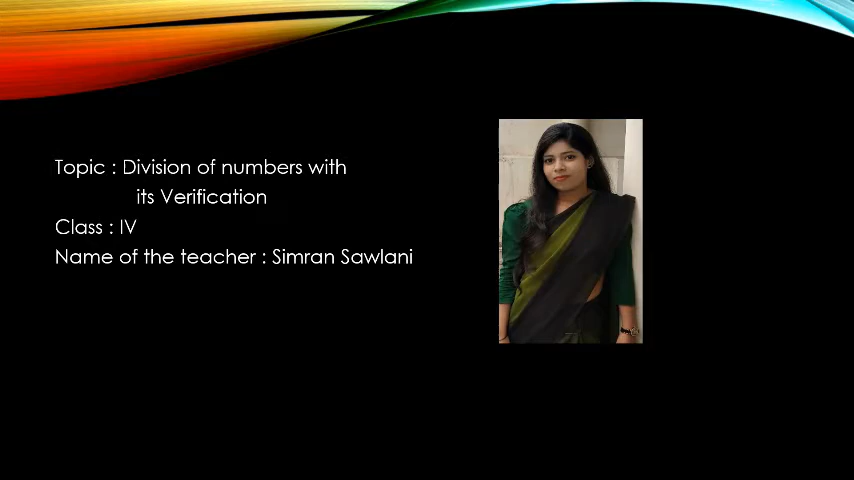 Topic : Division of numbers with
its Verification
Class : IV
Name of the teacher : Simran Sawlani